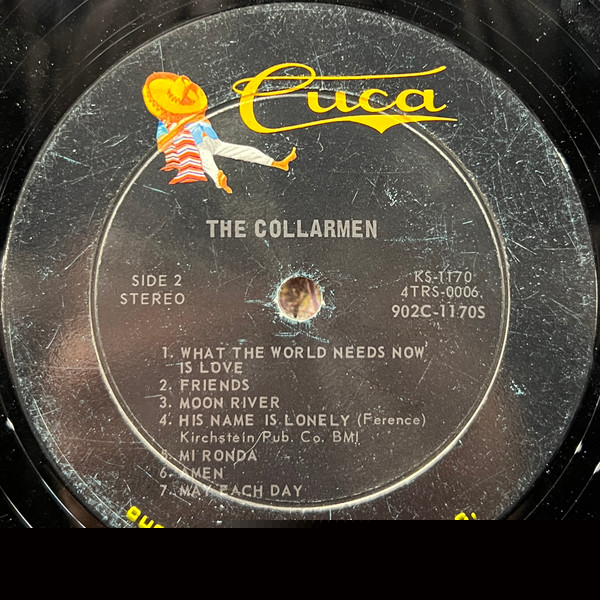 Cuca
THE COLLARMEN
SIDE 2
STEREO
KS-1170
4TRS-0006
902C-1170S
1. WHAT THE WORLD NEEDS NOW
IS LOVE
2. FRIENDS
3. MOON RIVER
4. HIS NAME IS LONELY (Ference)
Kirchstein Pub. Co. BMI
5. MI RONDA
6. AMEN
7. MAY EACH DAY